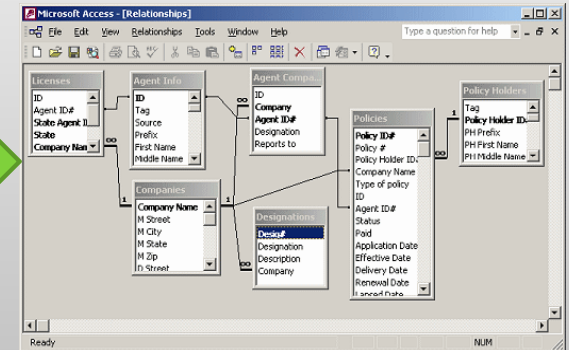 Microsoft Access - [Relationships]
File Edit View Relationships Tools Window Help
Type a question for help
Licenses
ID
Agent ID#
State Agent I
State
Company Nam
Agent Info
ID
Tag
Source
Prefix
First Name
Middle Name
Agent Compa...
ID
Company
Agent ID#
Designation
Reports to
Policies
Policy ID#
Policy #
Policy Holder ID
Company Name
Type of policy
ID
Agent ID#
Status
Paid
Application Date
Effective Date
Delivery Date
Renewal Date
Lapsed Date
Policy Holders
Tag
Policy Holder ID
PH Prefix
PH First Name
PH Middle Name
Companies
Company Name
M Street
M City
M State
M Zip
D Street
Designations
Desig#
Designation
Description
Company
1
∞
1
∞
∞
1
∞
Ready
NUM